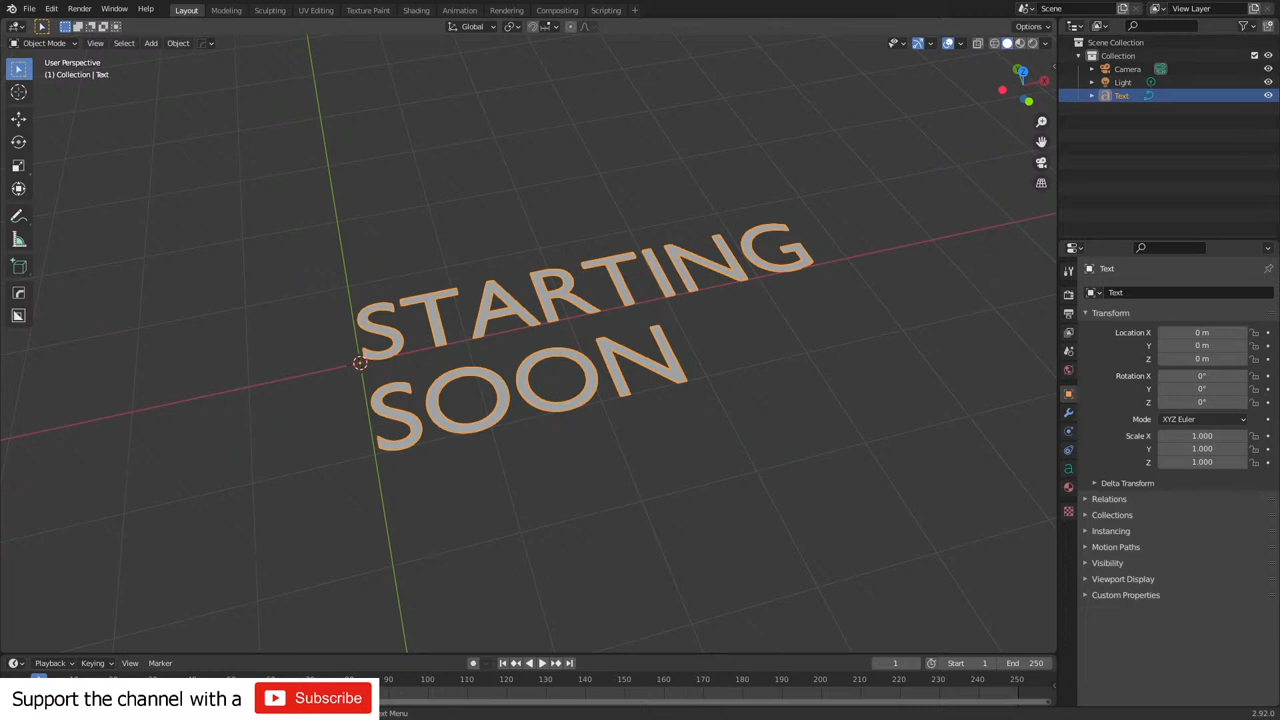 File Edit Render Window Help Layout Modeling Sculpting UV Editing Texture Paint Shading Animation Rendering Compositing Scripting + Scene View Layer
Global Options
Object Mode View Select Add Object
User Perspective
(1) Collection | Text
Z
Y
X
STARTING
SOON
Scene Collection
Collection
Camera
Light
Text
Text
Text
Transform
Location X 0 m
Y 0 m
Z 0 m
Rotation X 0°
Y 0°
Z 0°
Mode XYZ Euler
Scale X 1.000
Y 1.000
Z 1.000
Delta Transform
Relations
Collections
Instancing
Motion Paths
Visibility
Viewport Display
Custom Properties
Playback Keying View Marker 1 Start 1 End 250
90 100 110 120 130 140 150 160 170 180 190 200 210 220 230 240 250
Support the channel with a Subscribe
Text Menu
2.92.0